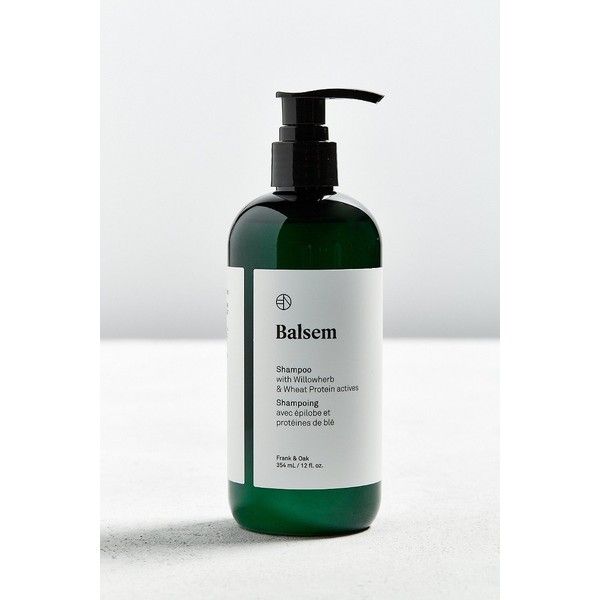 Balsem
Shampoo
with Willowherb
& Wheat Protein actives
Shampoing
avec épilobe et
protéines de blé
Frank & Oak
354 mL / 12 fl. oz.